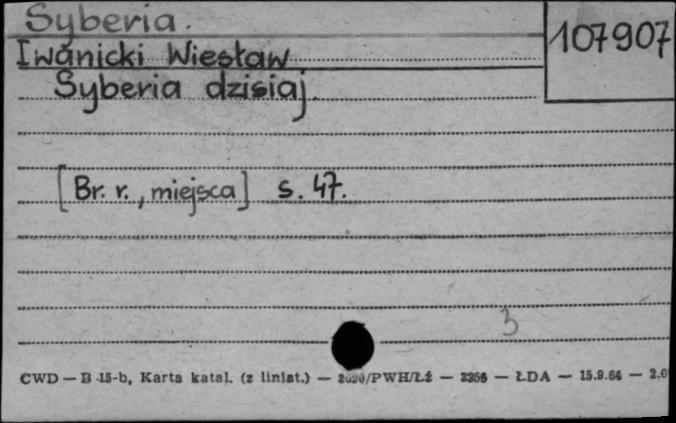 Syberia.
107907
Iwanicki Wiesław
Syberia dzisiaj.
[Br. r., miejsca] s. 47.
3
CWD — B 15-b, Karta katal. (z liniat.) — /PWH/Łź — 3256 — ŁDA — 15.9.64 — 2.0